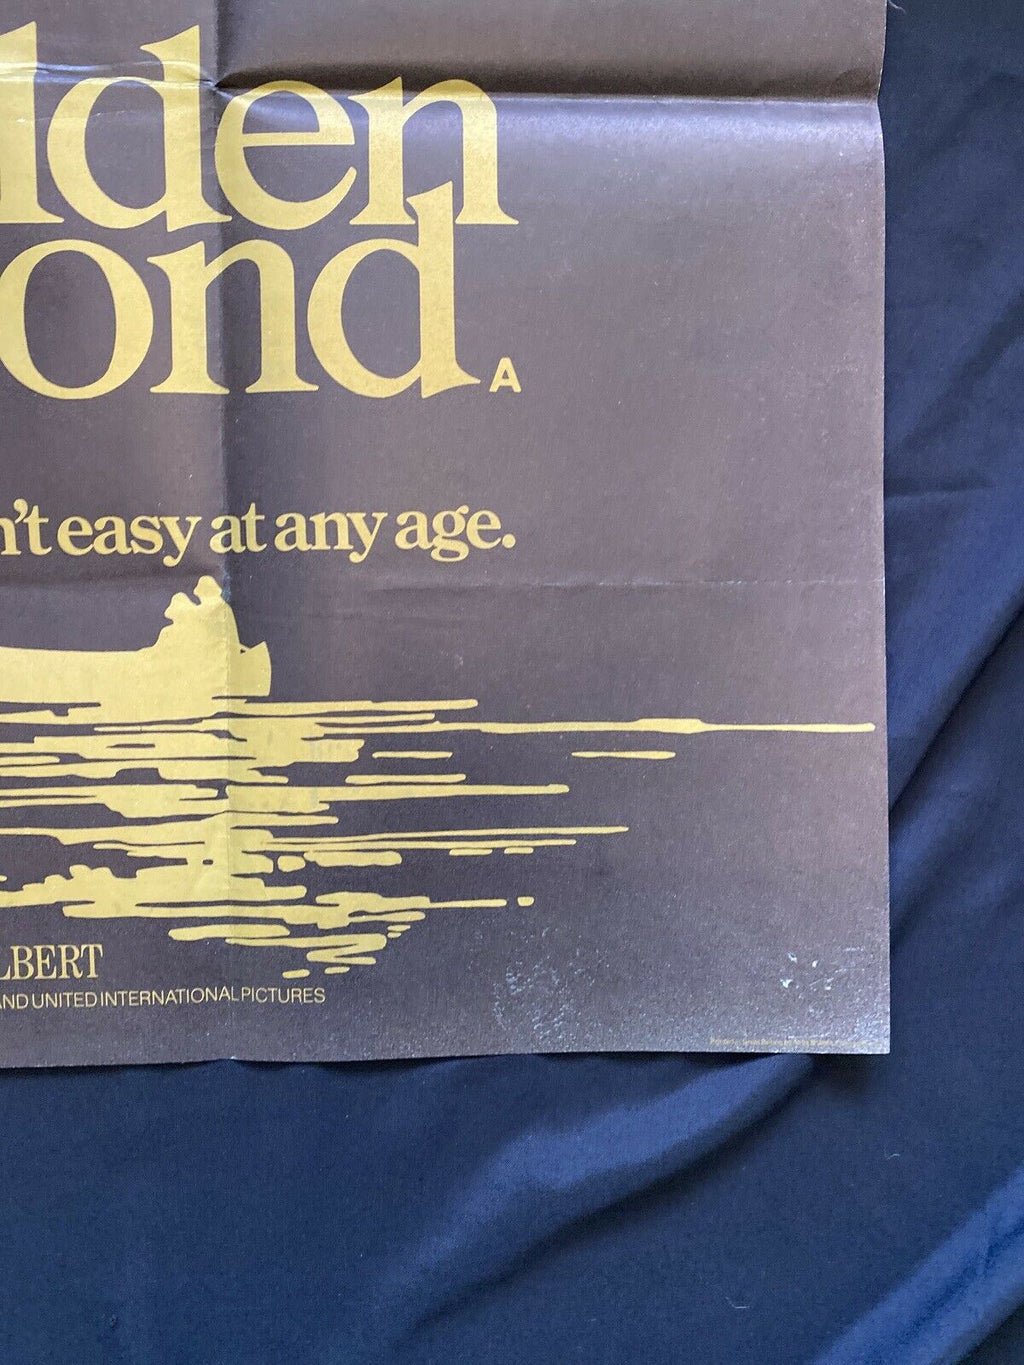 lden
ond.
A
n't easy at any age.
LBERT
AND UNITED INTERNATIONAL PICTURES